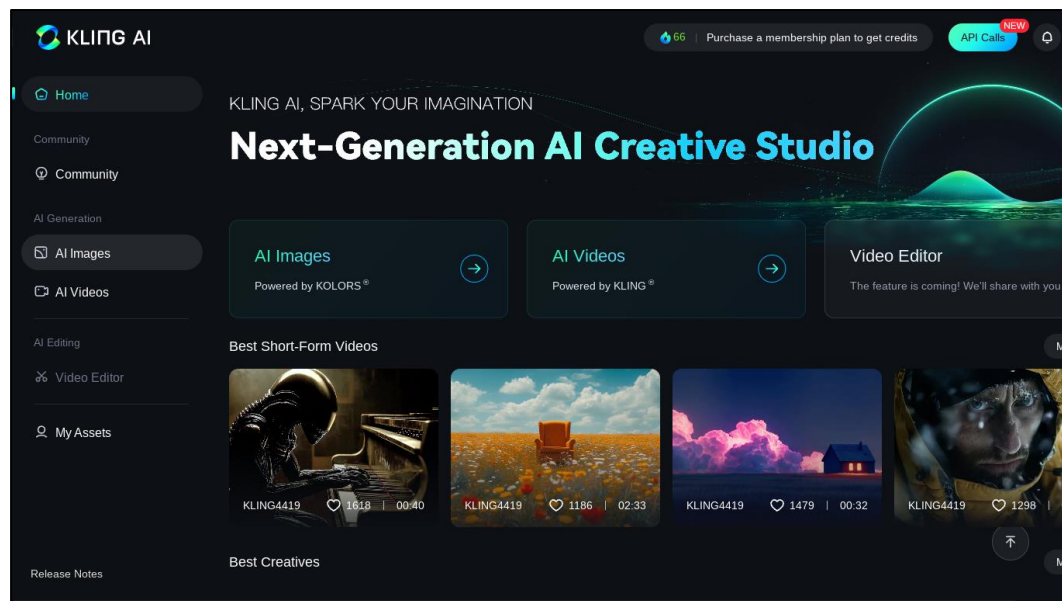 KLING AI
66 | Purchase a membership plan to get credits
API Calls
NEW
Home
Community
Community
AI Generation
AI Images
AI Videos
AI Editing
Video Editor
My Assets
Release Notes
KLING AI, SPARK YOUR IMAGINATION
Next-Generation AI Creative Studio
AI Images
Powered by KOLORS®
AI Videos
Powered by KLING®
Video Editor
The feature is coming! We'll share with you
Best Short-Form Videos
M
KLING4419 1618 | 00:40
KLING4419 1186 | 02:33
KLING4419 1479 | 00:32
KLING4419 1298 |
Best Creatives
M